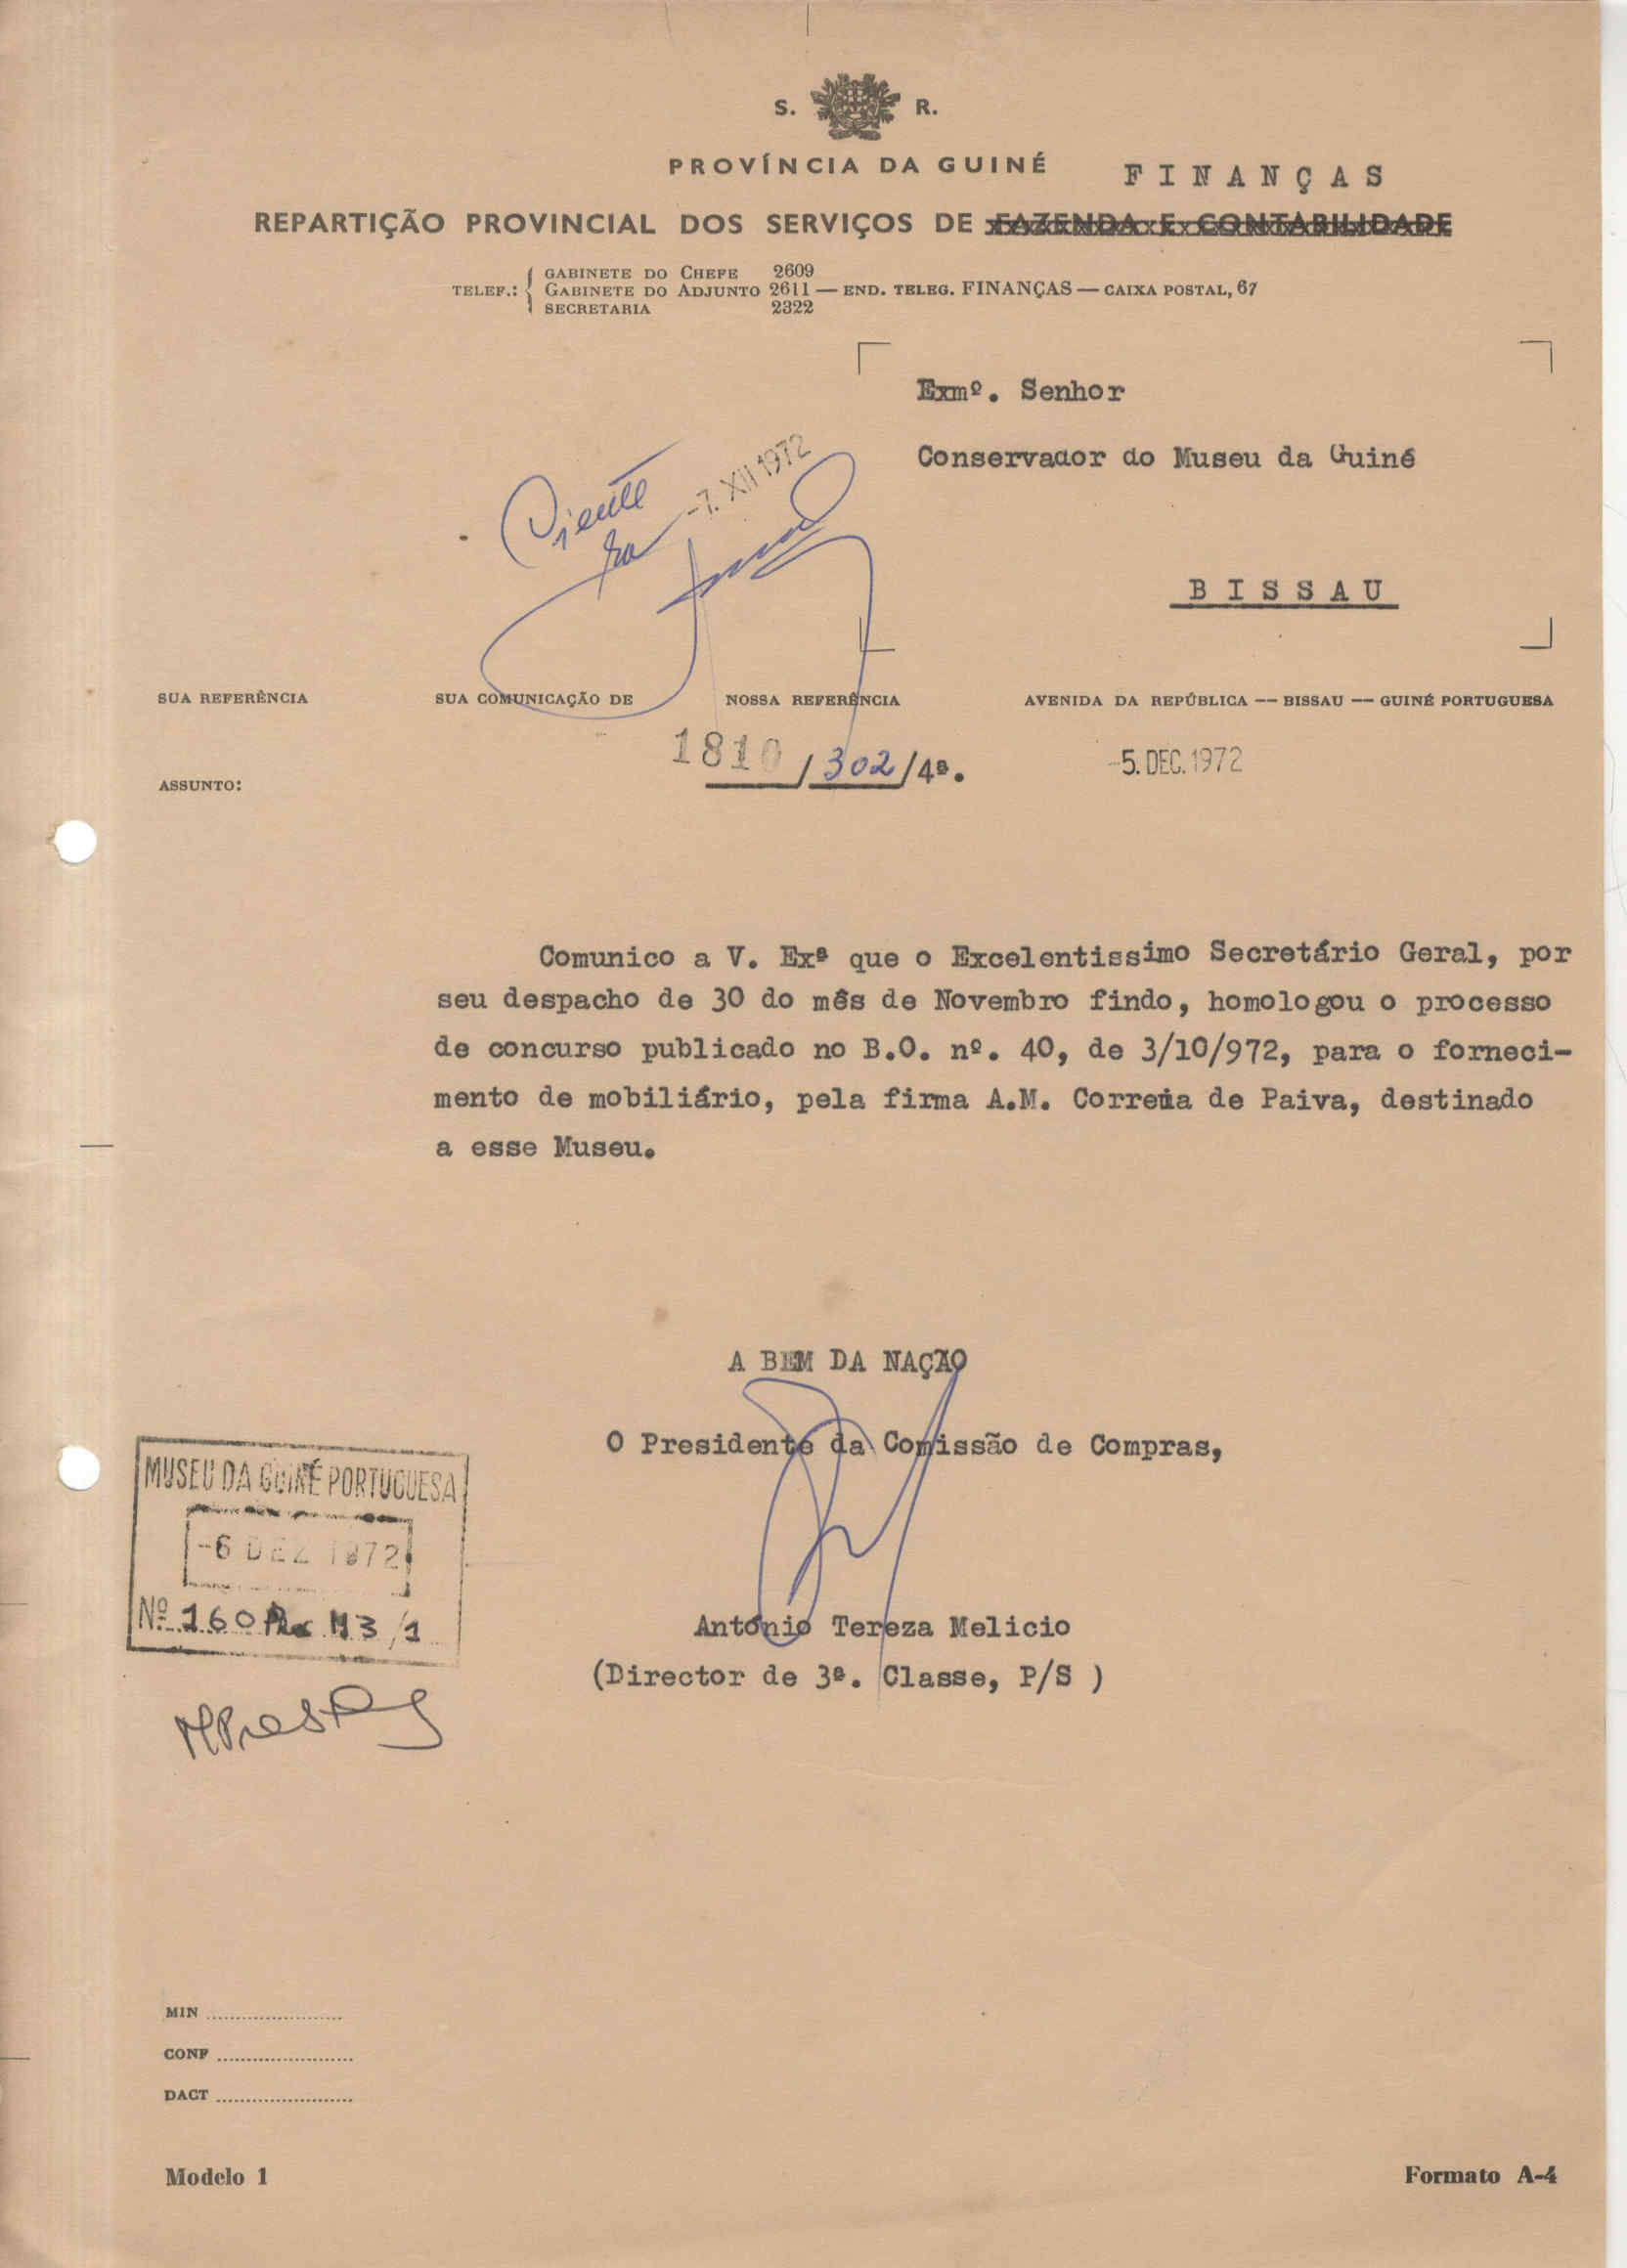 S. R.
PROVÍNCIA DA GUINÉ
FINANÇAS
REPARTIÇÃO PROVINCIAL DOS SERVIÇOS DE FAZENDA E CONTABILIDADE
TELEF.: GABINETE DO CHEFE 2609
GABINETE DO ADJUNTO 2611 — END. TELEG. FINANÇAS — CAIXA POSTAL, 67
SECRETARIA 2322
Exmº. Senhor
Conservador do Museu da Guiné
Ciente
-7. XII 1972
BISSAU
SUA REFERÊNCIA SUA COMUNICAÇÃO DE NOSSA REFERÊNCIA AVENIDA DA REPÚBLICA — BISSAU — GUINÉ PORTUGUESA
1810/302/4ª. -5. DEC. 1972
ASSUNTO:
Comunico a V. Exª que o Excelentissimo Secretário Geral, por
seu despacho de 30 do mês de Novembro findo, homologou o processo
de concurso publicado no B.O. nº. 40, de 3/10/972, para o forneci-
mento de mobiliário, pela firma A.M. Correia de Paiva, destinado
a esse Museu.
A BEM DA NAÇÃO
O Presidente da Comissão de Compras,
MUSEU DA GUINÉ PORTUGUESA
-6 DEZ 1972
Nº 160 M3/1
António Tereza Melicio
(Director de 3ª. Classe, P/S )
MIN
CONF
DACT
Modelo 1 Formato A-4